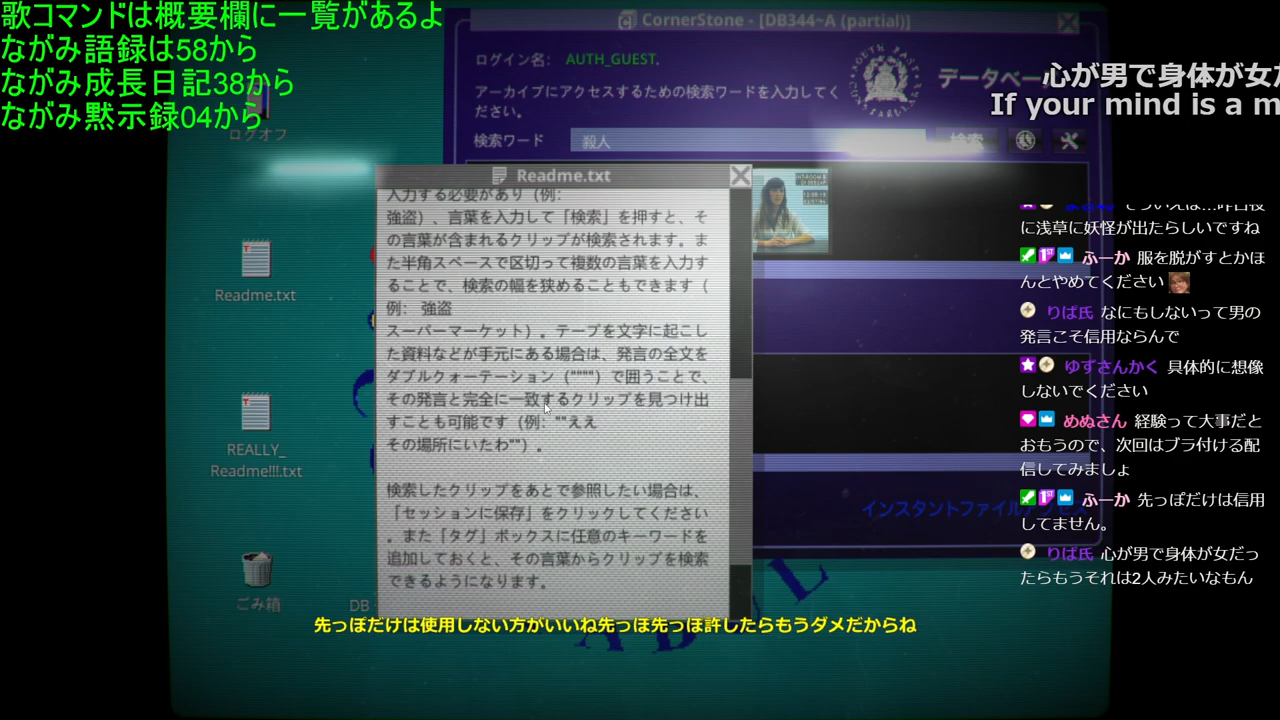 歌コマンドは概要欄に一覧があるよ
ながみ語録は58から
ながみ成長日記38から
ながみ黙示録04から
ログオフ
Readme.txt
REALLY_
Readme!!!.txt
ごみ箱
DB
CornerStone - [DB344~A (partial)]
ログイン名: AUTH_GUEST.
アーカイブにアクセスするための検索ワードを入力してく
ださい。
検索ワード
殺人
検索
データベー
インスタントファイルアクセス
Readme.txt
入力する必要があり（例:
強盗）、言葉を入力して「検索」を押すと、そ
の言葉が含まれるクリップが検索されます。ま
た半角スペースで区切って複数の言葉を入力す
ることで、検索の幅を狭めることもできます（
例: 強盗
スーパーマーケット）。テープを文字に起こし
た資料などが手元にある場合は、発言の全文を
ダブルクォーテーション（""""）で囲うことで、
その発言と完全に一致するクリップを見つけ出
すことも可能です（例: ""ええ
その場所にいたわ""）。
検索したクリップをあとで参照したい場合は、
「セッションに保存」をクリックしてください
。また「タグ」ボックスに任意のキーワードを
追加しておくと、その言葉からクリップを検索
できるようになります。
先っぽだけは使用しない方がいいね先っぽ先っぽ許したらもうダメだからね
心が男で身体が女だ
If your mind is a m
に浅草に妖怪が出たらしいですね
ふーか 服を脱がすとかほ
んとやめてください
りば氏 なにもしないって男の
発言こそ信用ならんで
ゆずさんかく 具体的に想像
しないでください
めぬさん 経験って大事だと
おもうので、次回はブラ付ける配
信してみましょ
ふーか 先っぽだけは信用
してません。
りば氏 心が男で身体が女だっ
たらもうそれは2人みたいなもん